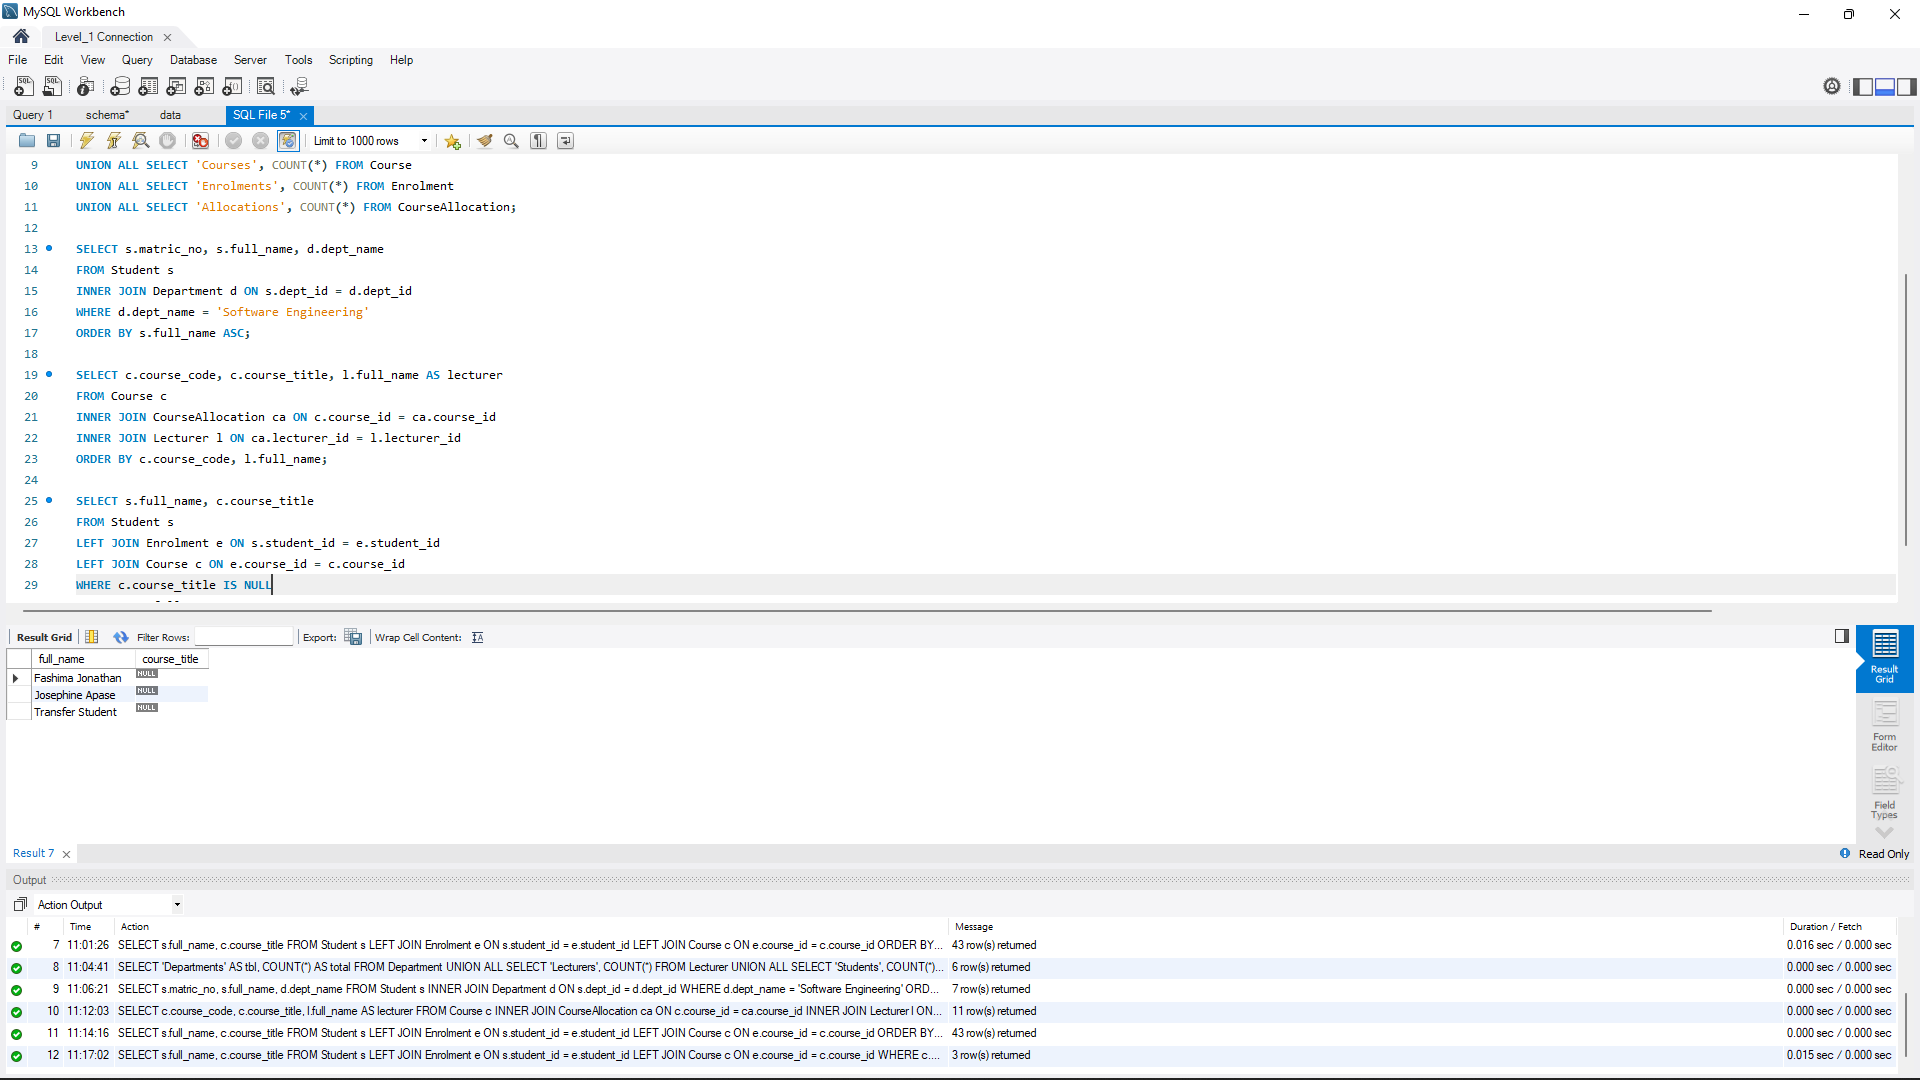 MySQL Workbench
Level_1 Connection
File Edit View Query Database Server Tools Scripting Help
Query 1 schema* data SQL File 5*
Limit to 1000 rows
9 UNION ALL SELECT 'Courses', COUNT(*) FROM Course
10 UNION ALL SELECT 'Enrolments', COUNT(*) FROM Enrolment
11 UNION ALL SELECT 'Allocations', COUNT(*) FROM CourseAllocation;
12
13 SELECT s.matric_no, s.full_name, d.dept_name
14 FROM Student s
15 INNER JOIN Department d ON s.dept_id = d.dept_id
16 WHERE d.dept_name = 'Software Engineering'
17 ORDER BY s.full_name ASC;
18
19 SELECT c.course_code, c.course_title, l.full_name AS lecturer
20 FROM Course c
21 INNER JOIN CourseAllocation ca ON c.course_id = ca.course_id
22 INNER JOIN Lecturer l ON ca.lecturer_id = l.lecturer_id
23 ORDER BY c.course_code, l.full_name;
24
25 SELECT s.full_name, c.course_title
26 FROM Student s
27 LEFT JOIN Enrolment e ON s.student_id = e.student_id
28 LEFT JOIN Course c ON e.course_id = c.course_id
29 WHERE c.course_title IS NULL
Result Grid Filter Rows: Export: Wrap Cell Content:
full_name course_title
Fashima Jonathan NULL
Josephine Apase NULL
Transfer Student NULL
Result Grid
Form Editor
Field Types
Result 7 Read Only
Output
Action Output
# Time Action Message Duration / Fetch
7 11:01:26 SELECT s.full_name, c.course_title FROM Student s LEFT JOIN Enrolment e ON s.student_id = e.student_id LEFT JOIN Course c ON e.course_id = c.course_id ORDER BY... 43 row(s) returned 0.016 sec / 0.000 sec
8 11:04:41 SELECT 'Departments' AS tbl, COUNT(*) AS total FROM Department UNION ALL SELECT 'Lecturers', COUNT(*) FROM Lecturer UNION ALL SELECT 'Students', COUNT(*)... 6 row(s) returned 0.000 sec / 0.000 sec
9 11:06:21 SELECT s.matric_no, s.full_name, d.dept_name FROM Student s INNER JOIN Department d ON s.dept_id = d.dept_id WHERE d.dept_name = 'Software Engineering' ORD... 7 row(s) returned 0.000 sec / 0.000 sec
10 11:12:03 SELECT c.course_code, c.course_title, l.full_name AS lecturer FROM Course c INNER JOIN CourseAllocation ca ON c.course_id = ca.course_id INNER JOIN Lecturer l ON... 11 row(s) returned 0.000 sec / 0.000 sec
11 11:14:16 SELECT s.full_name, c.course_title FROM Student s LEFT JOIN Enrolment e ON s.student_id = e.student_id LEFT JOIN Course c ON e.course_id = c.course_id ORDER BY... 43 row(s) returned 0.000 sec / 0.000 sec
12 11:17:02 SELECT s.full_name, c.course_title FROM Student s LEFT JOIN Enrolment e ON s.student_id = e.student_id LEFT JOIN Course c ON e.course_id = c.course_id WHERE c.... 3 row(s) returned 0.015 sec / 0.000 sec